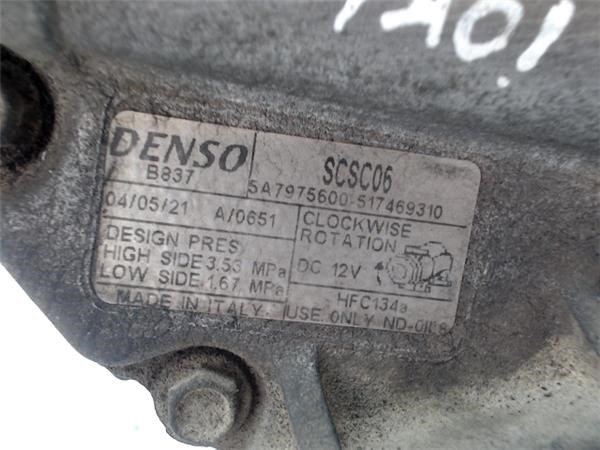 DENSO
B837
SCSC06
5A7975600 517469310
04/05/21 A/0651
CLOCKWISE
ROTATION
DESIGN PRES
HIGH SIDE 3.53 MPa
LOW SIDE 1.67 MPa
DC 12V
HFC134a
MADE IN ITALY
USE ONLY ND-OIL8